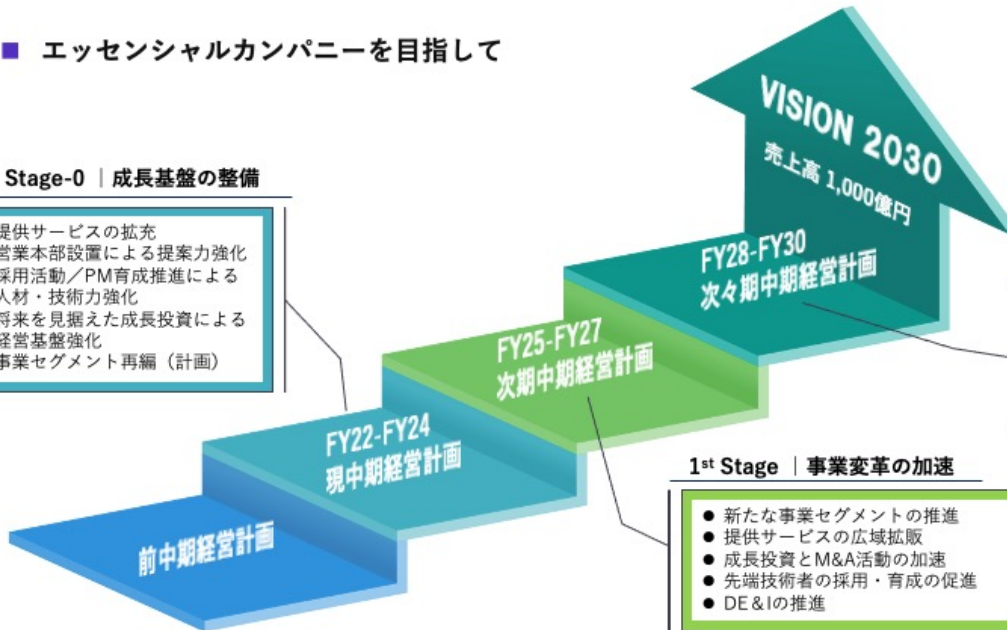 ■ エッセンシャルカンパニーを目指して
Stage-0 | 成長基盤の整備
提供サービスの拡充
営業本部設置による提案力強化
採用活動／PM育成推進による
人材・技術力強化
将来を見据えた成長投資による
経営基盤強化
事業セグメント再編（計画）
VISION 2030
売上高 1,000億円
FY28-FY30
次々期中期経営計画
FY25-FY27
次期中期経営計画
FY22-FY24
現中期経営計画
前中期経営計画
1st Stage | 事業変革の加速
● 新たな事業セグメントの推進
● 提供サービスの広域拡販
● 成長投資とM&A活動の加速
● 先端技術者の採用・育成の促進
● DE&Iの推進